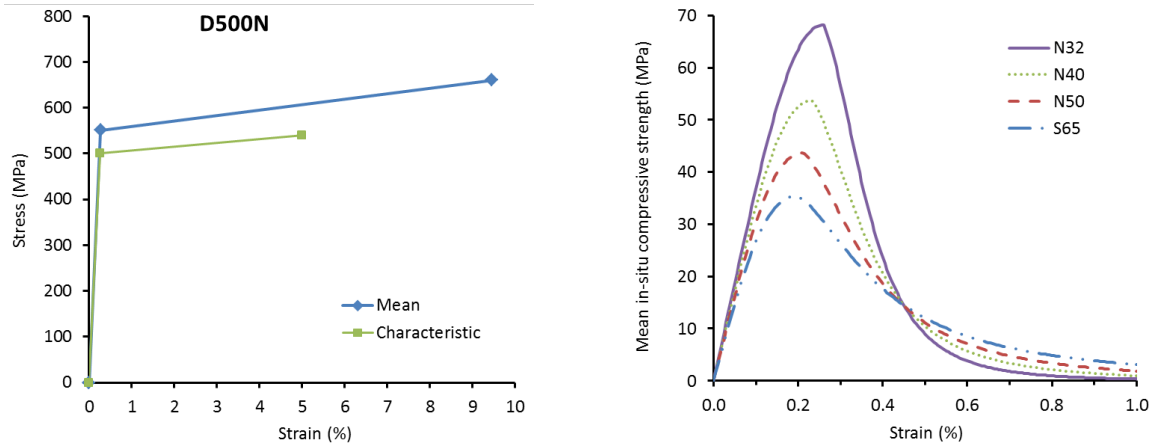 D500N
Stress (MPa)
800
700
600
500
400
300
200
100
0
Mean
Characteristic
0 1 2 3 4 5 6 7 8 9 10
Strain (%)
Mean in-situ compressive strength (MPa)
70
60
50
40
30
20
10
0
N32
N40
N50
S65
0.0 0.2 0.4 0.6 0.8 1.0
Strain (%)